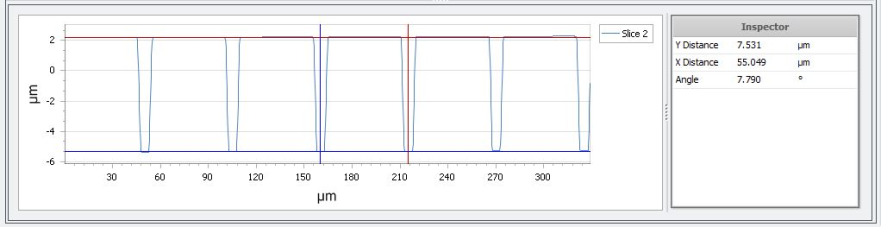 Slice 2
2
0
-2
-4
-6
µm
30 60 90 120 150 180 210 240 270 300
µm
Inspector
Y Distance 7.531 µm
X Distance 55.049 µm
Angle 7.790 °